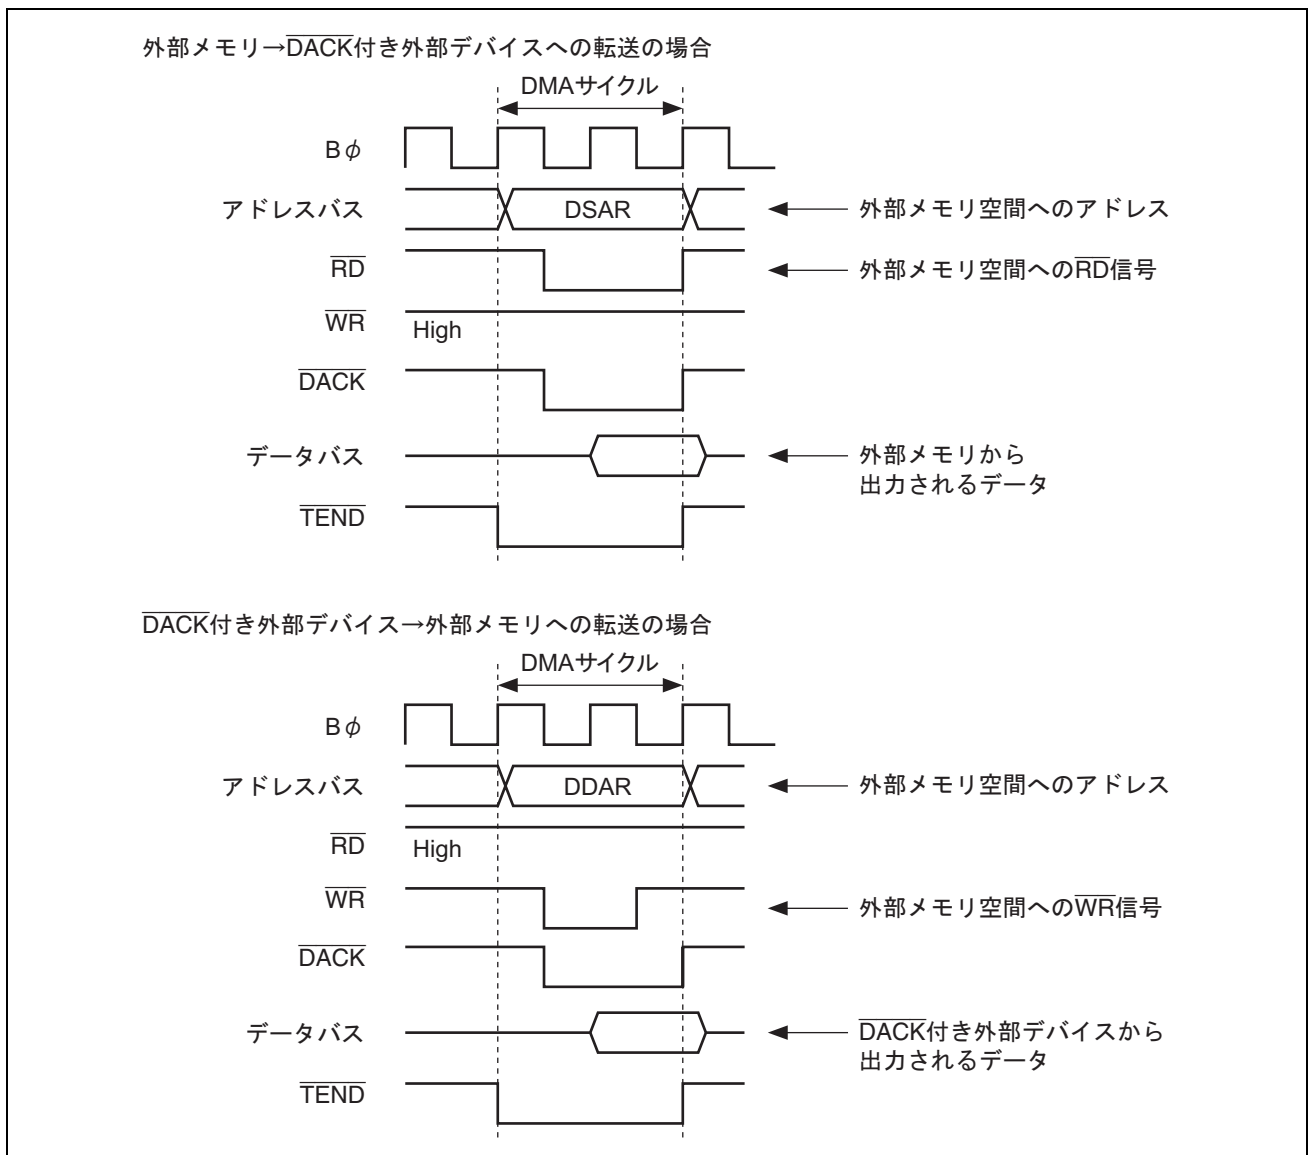 外部メモリ→DACK付き外部デバイスへの転送の場合
DMAサイクル
Bφ
アドレスバス
DSAR
外部メモリ空間へのアドレス
RD
外部メモリ空間へのRD信号
WR
High
DACK
データバス
外部メモリから
出力されるデータ
TEND
DACK付き外部デバイス→外部メモリへの転送の場合
DMAサイクル
Bφ
アドレスバス
DDAR
外部メモリ空間へのアドレス
RD
High
WR
外部メモリ空間へのWR信号
DACK
データバス
DACK付き外部デバイスから
出力されるデータ
TEND